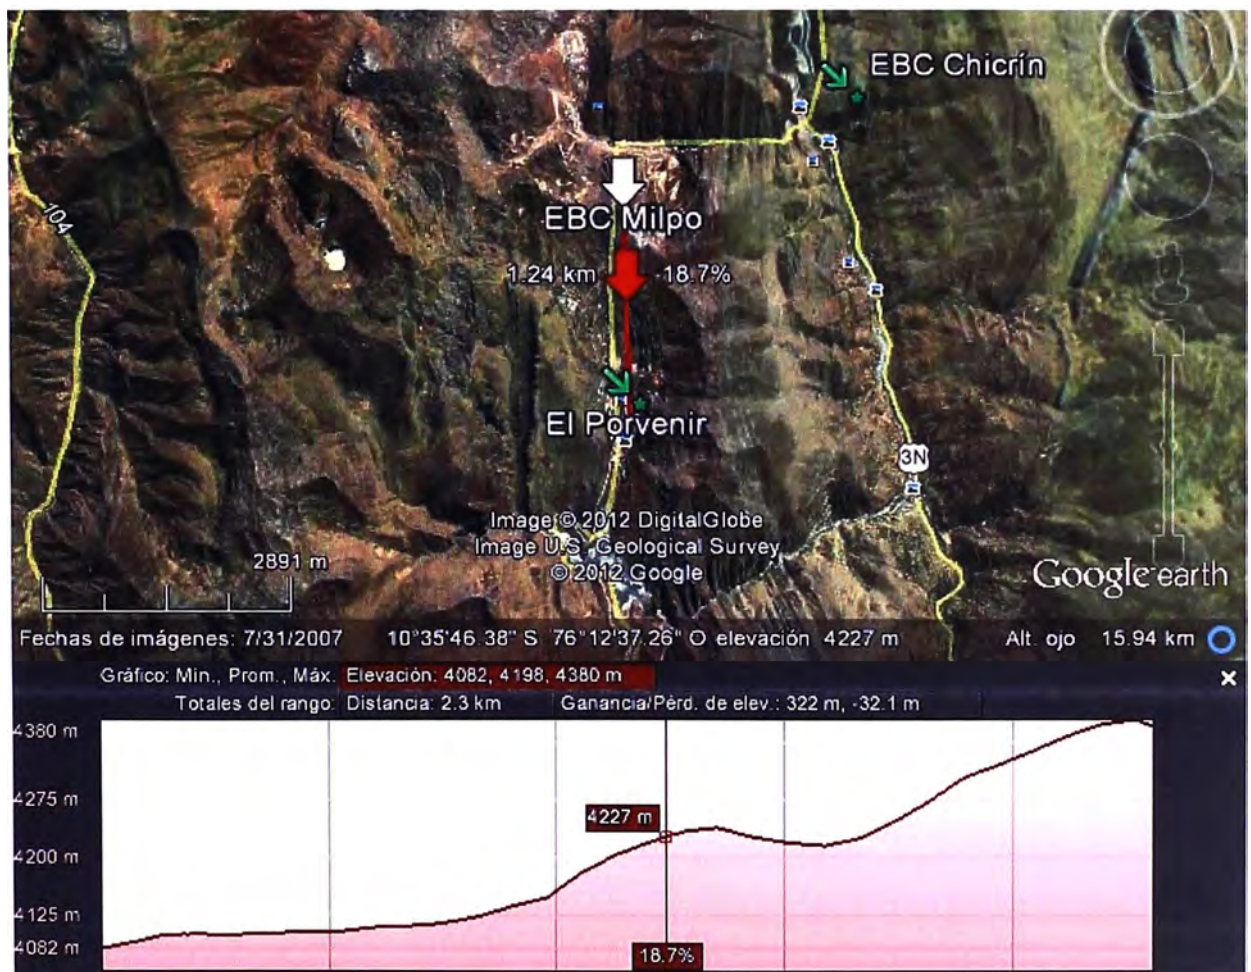 EBC Chicrín
104
EBC Milpo
1.24 km -18.7%
El Porvenir
3N
Image © 2012 DigitalGlobe
Image U.S. Geological Survey
© 2012 Google
2891 m
Google earth
Fechas de imágenes: 7/31/2007 10°35'46.38" S 76°12'37.26" O elevación 4227 m Alt. ojo 15.94 km
Gráfico: Mín., Prom., Máx. Elevación: 4082, 4198, 4380 m
Totales del rango: Distancia: 2.3 km Ganancia/Pérd. de elev.: 322 m, -32.1 m
4380 m
4275 m
4227 m
4200 m
4125 m
4082 m
18.7%